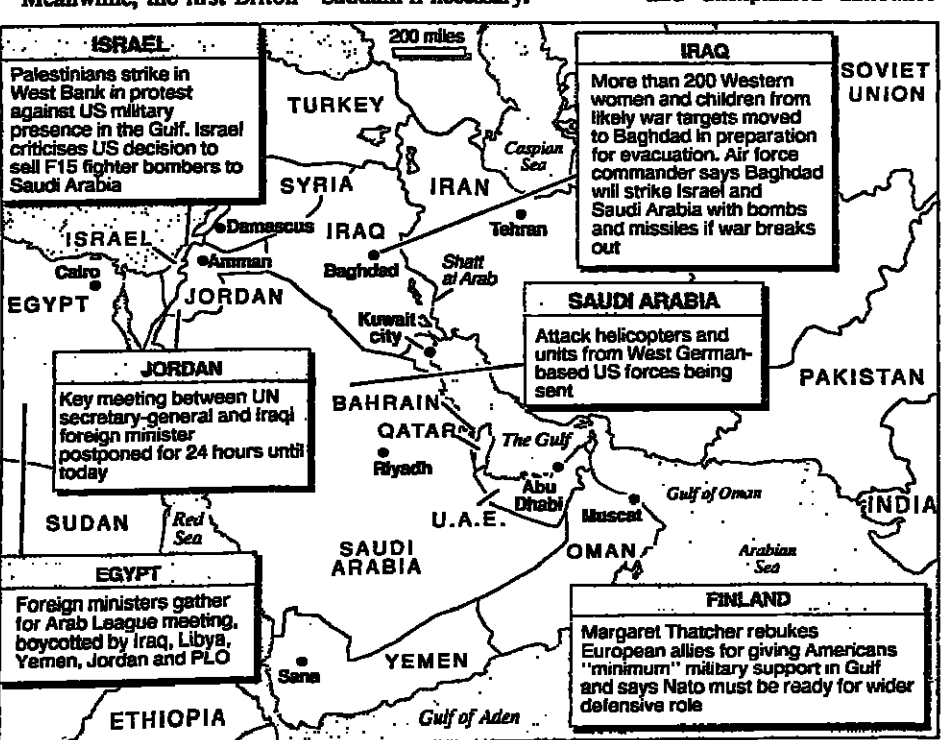 Meanwhile, the first Briton
Saddam if necessary.
ISRAEL
Palestinians strike in
West Bank in protest
against US military
presence in the Gulf. Israel
criticises US decision to
sell F15 fighter bombers to
Saudi Arabia
200 miles
IRAQ
More than 200 Western
women and children from
likely war targets moved
to Baghdad in preparation
for evacuation. Air force
commander says Baghdad
will strike Israel and
Saudi Arabia with bombs
and missiles if war breaks
out
SOVIET
UNION
TURKEY
Caspian
Sea
SYRIA
IRAN
Damascus
Tehran
ISRAEL
IRAQ
Cairo
Amman
Baghdad
Shatt
al Arab
EGYPT
JORDAN
Kuwait
city
SAUDI ARABIA
Attack helicopters and
units from West German-
based US forces being
sent
JORDAN
Key meeting between UN
secretary-general and Iraqi
foreign minister
postponed for 24 hours until
today
PAKISTAN
BAHRAIN
QATAR
The Gulf
Riyadh
Abu
Dhabi
Gulf of Oman
INDIA
U.A.E.
Muscat
SUDAN
Red
Sea
SAUDI
ARABIA
OMAN
Arabian
Sea
EGYPT
Foreign ministers gather
for Arab League meeting,
boycotted by Iraq, Libya,
Yemen, Jordan and PLO
FINLAND
Margaret Thatcher rebukes
European allies for giving Americans
"minimum" military support in Gulf
and says Nato must be ready for wider
defensive role
Sana
YEMEN
ETHIOPIA
Gulf of Aden